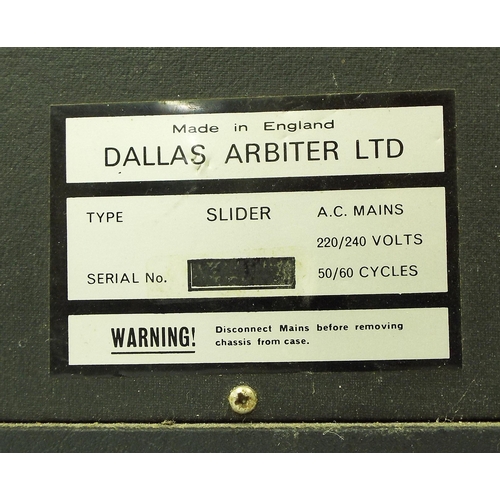 Made in England
DALLAS ARBITER LTD
TYPE SLIDER A.C. MAINS
220/240 VOLTS
SERIAL No. 50/60 CYCLES
WARNING! Disconnect Mains before removing
chassis from case.